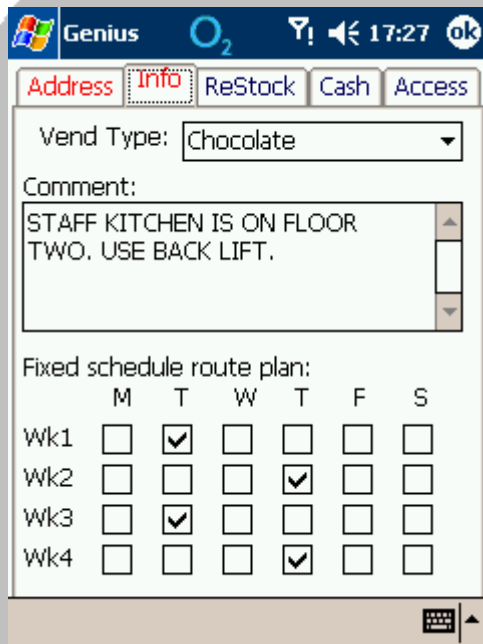 Genius O2 17:27 ok
Address Info ReStock Cash Access
Vend Type: Chocolate
Comment:
STAFF KITCHEN IS ON FLOOR
TWO. USE BACK LIFT.
Fixed schedule route plan:
M T W T F S
Wk1
Wk2
Wk3
Wk4